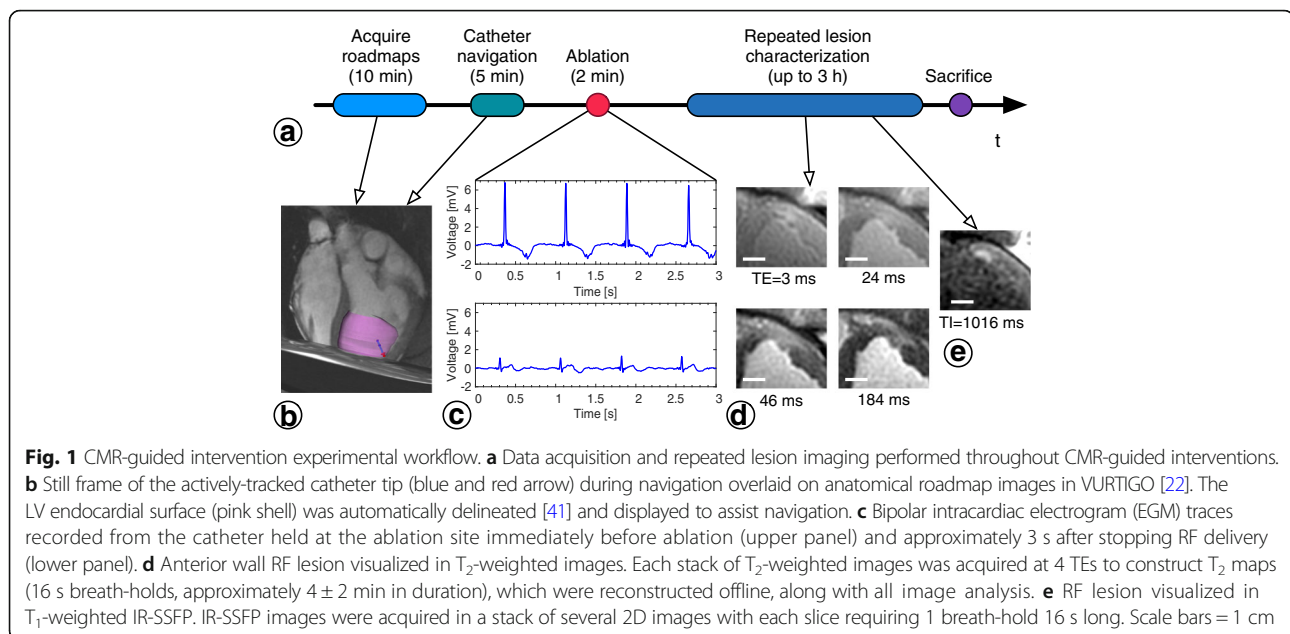 Acquire
roadmaps
(10 min)
Catheter
navigation
(5 min)
Ablation
(2 min)
Repeated lesion
characterization
(up to 3 h)
Sacrifice
a
t
b
6
4
2
0
-2
Voltage [mV]
0 0.5 1 1.5 2 2.5 3
Time [s]
6
4
2
0
-2
Voltage [mV]
0 0.5 1 1.5 2 2.5 3
Time [s]
c
TE=3 ms
24 ms
46 ms
184 ms
d
TI=1016 ms
e
Fig. 1 CMR-guided intervention experimental workflow. a Data acquisition and repeated lesion imaging performed throughout CMR-guided interventions.
b Still frame of the actively-tracked catheter tip (blue and red arrow) during navigation overlaid on anatomical roadmap images in VURTIGO [22]. The
LV endocardial surface (pink shell) was automatically delineated [41] and displayed to assist navigation. c Bipolar intracardiac electrogram (EGM) traces
recorded from the catheter held at the ablation site immediately before ablation (upper panel) and approximately 3 s after stopping RF delivery
(lower panel). d Anterior wall RF lesion visualized in T2-weighted images. Each stack of T2-weighted images was acquired at 4 TEs to construct T2 maps
(16 s breath-holds, approximately 4 ± 2 min in duration), which were reconstructed offline, along with all image analysis. e RF lesion visualized in
T1-weighted IR-SSFP. IR-SSFP images were acquired in a stack of several 2D images with each slice requiring 1 breath-hold 16 s long. Scale bars = 1 cm